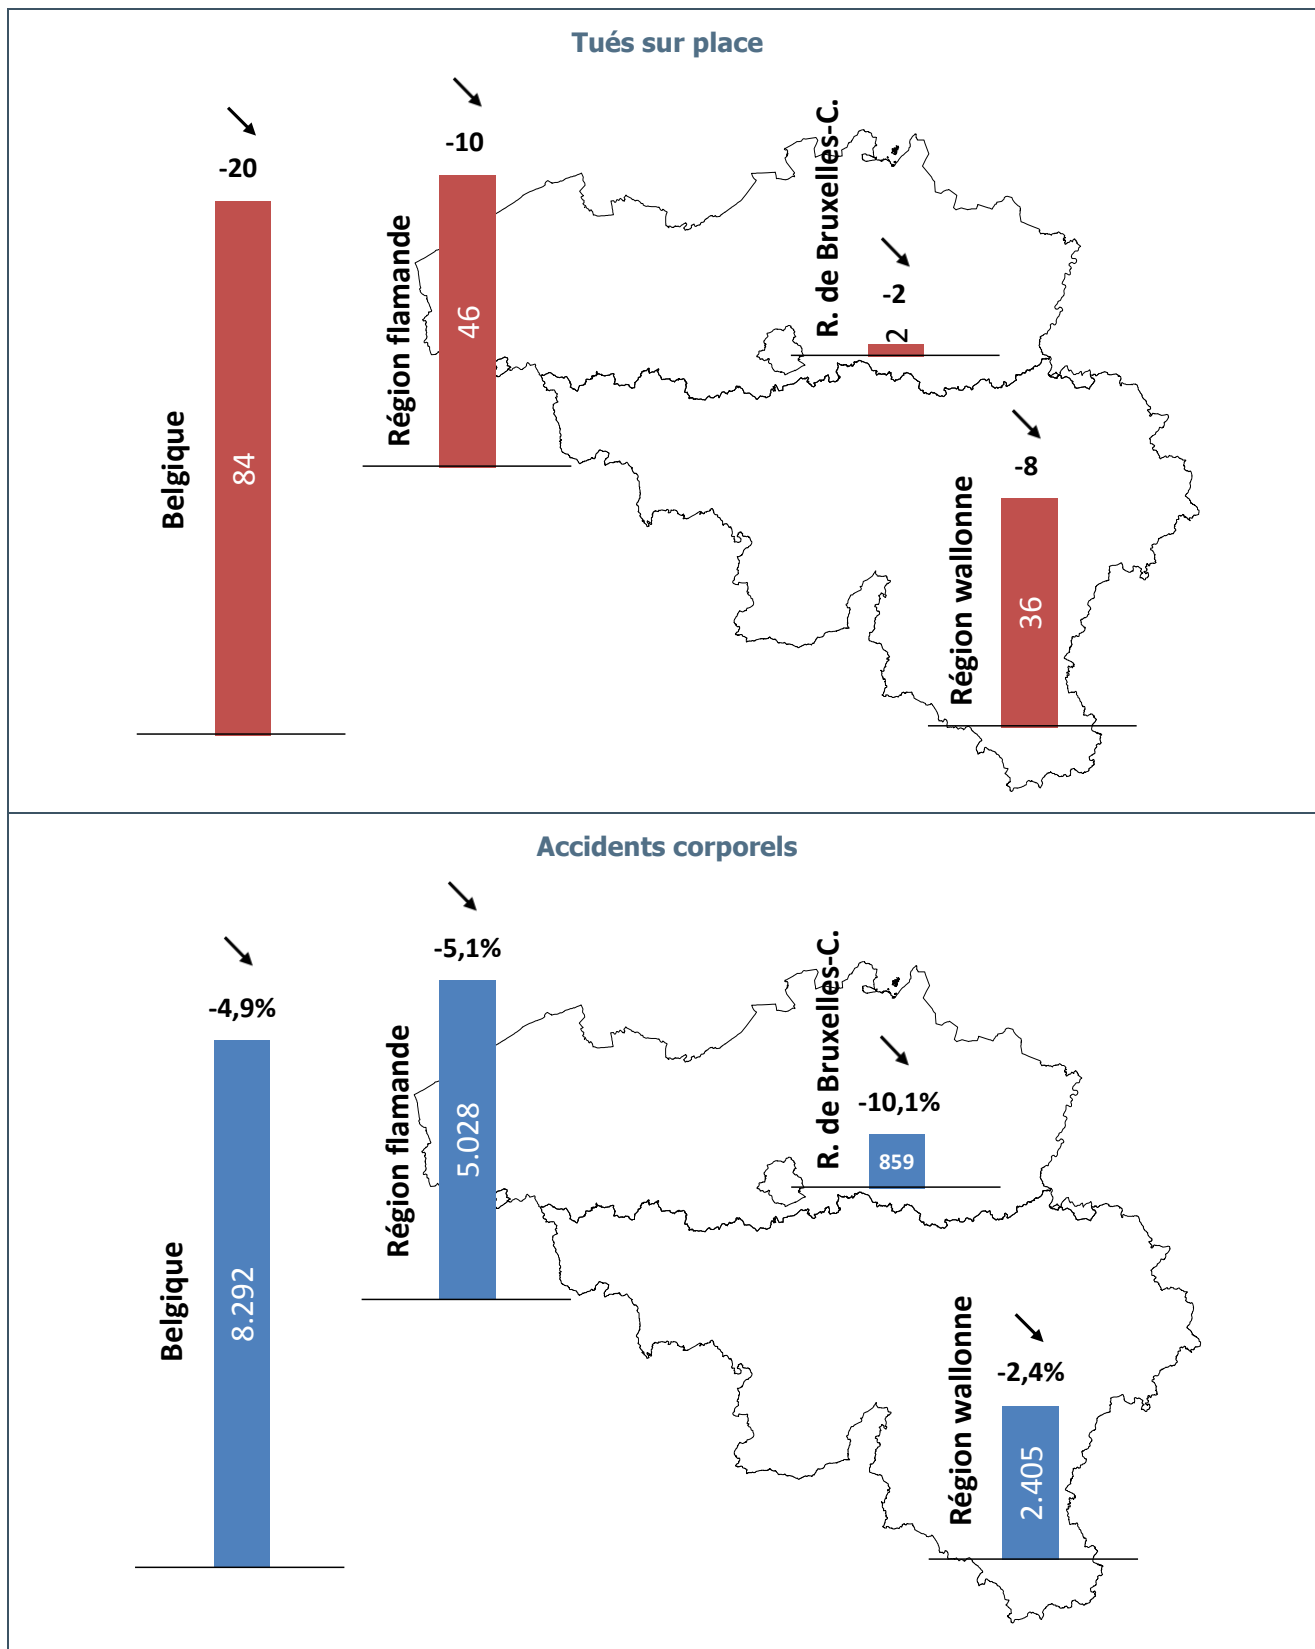 Tués sur place
-20
Belgique
84
-10
Région flamande
46
R. de Bruxelles-C.
-2
2
-8
Région wallonne
36
Accidents corporels
-4,9%
Belgique
8.292
-5,1%
Région flamande
5.028
R. de Bruxelles-C.
-10,1%
859
-2,4%
Région wallonne
2.405